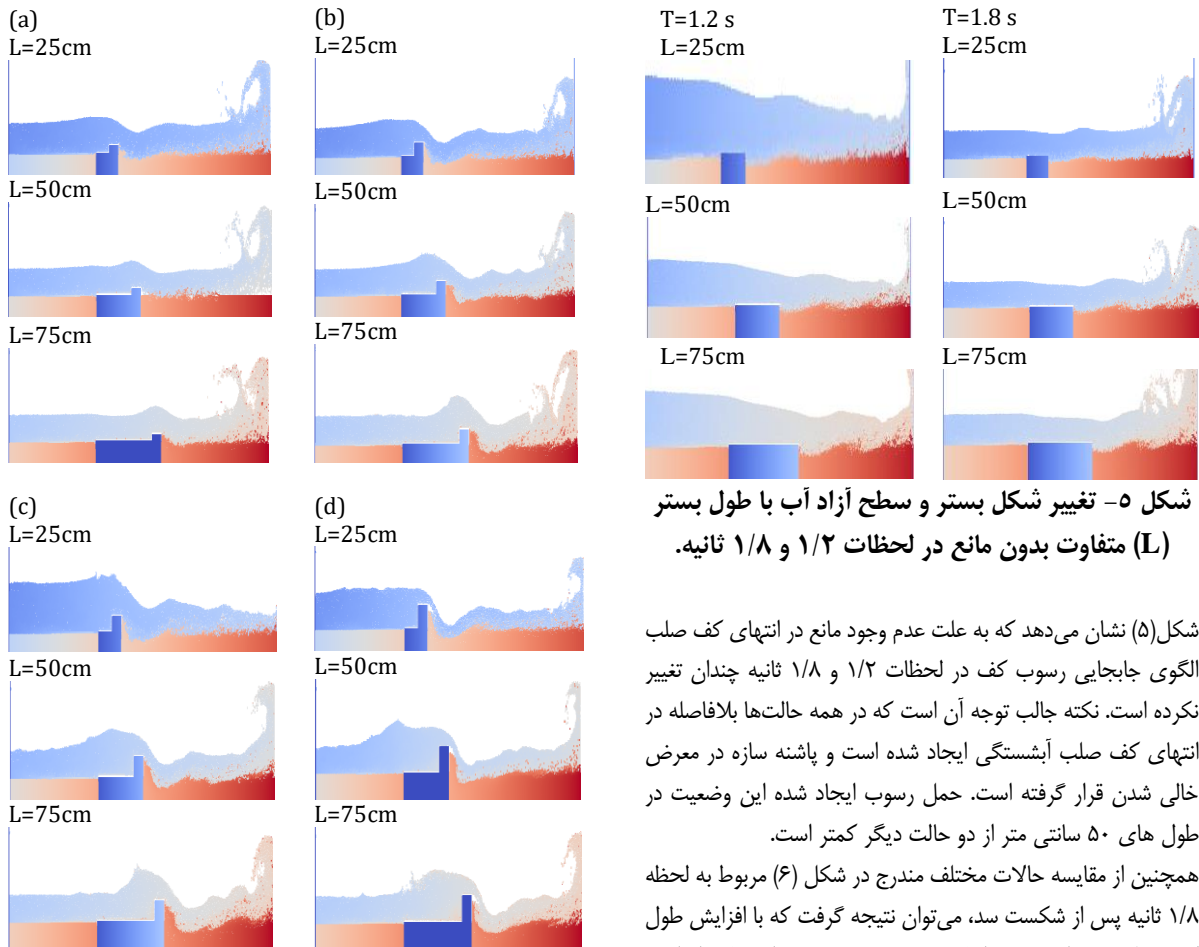 (a)
L=25cm
L=50cm
L=75cm
(b)
L=25cm
L=50cm
L=75cm
(c)
L=25cm
L=50cm
L=75cm
(d)
L=25cm
L=50cm
L=75cm
T=1.2 s
L=25cm
L=50cm
L=75cm
T=1.8 s
L=25cm
L=50cm
L=75cm
شکل ۵- تغییر شکل بستر و سطح آزاد آب با طول بستر
(L) متفاوت بدون مانع در لحظات ۱/۲ و ۱/۸ ثانیه.
شکل(۵) نشان می‌دهد که به علت عدم وجود مانع در انتهای کف صلب
الگوی جابجایی رسوب کف در لحظات ۱/۲ و ۱/۸ ثانیه چندان تغییر
نکرده است. نکته جالب توجه آن است که در همه حالت‌ها بلافاصله در
انتهای کف صلب آبشستگی ایجاد شده است و پاشنه سازه در معرض
خالی شدن قرار گرفته است. حمل رسوب ایجاد شده این وضعیت در
طول های ۵۰ سانتی متر از دو حالت دیگر کمتر است.
همچنین از مقایسه حالات مختلف مندرج در شکل (۶) مربوط به لحظه
۱/۸ ثانیه پس از شکست سد، می‌توان نتیجه گرفت که با افزایش طول